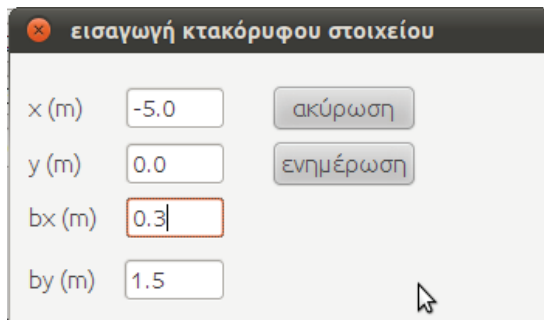 εισαγωγή κτακόρυφου στοιχείου
x (m) -5.0 ακύρωση
y (m) 0.0 ενημέρωση
bx (m) 0.3
by (m) 1.5